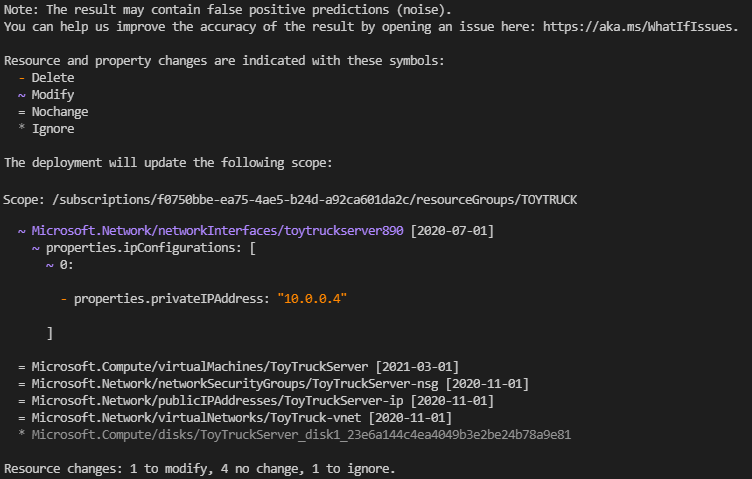 Note: The result may contain false positive predictions (noise).
You can help us improve the accuracy of the result by opening an issue here: https://aka.ms/WhatIfIssues.
Resource and property changes are indicated with these symbols:
- Delete
~ Modify
= Nochange
* Ignore
The deployment will update the following scope:
Scope: /subscriptions/f0750bbe-ea75-4ae5-b24d-a92ca601da2c/resourceGroups/TOYTRUCK
~ Microsoft.Network/networkInterfaces/toytruckserver890 [2020-07-01]
~ properties.ipConfigurations: [
~ 0:
- properties.privateIPAddress: "10.0.0.4"
]
= Microsoft.Compute/virtualMachines/ToyTruckServer [2021-03-01]
= Microsoft.Network/networkSecurityGroups/ToyTruckServer-nsg [2020-11-01]
= Microsoft.Network/publicIPAddresses/ToyTruckServer-ip [2020-11-01]
= Microsoft.Network/virtualNetworks/ToyTruck-vnet [2020-11-01]
* Microsoft.Compute/disks/ToyTruckServer_disk1_23e6a144c4ea4049b3e2be24b78a9e81
Resource changes: 1 to modify, 4 no change, 1 to ignore.